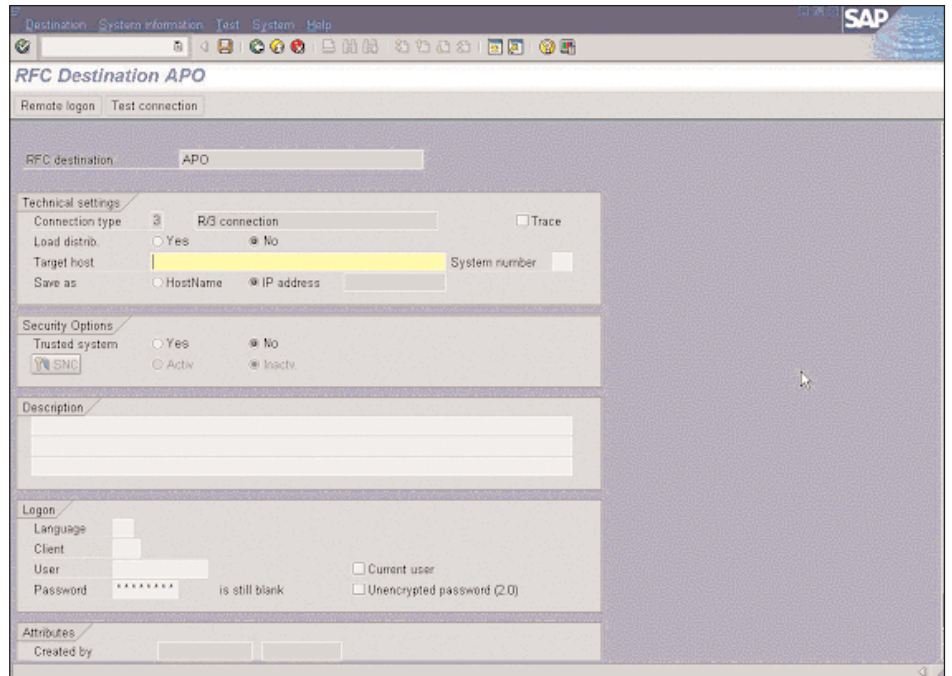 Destination System information Test System Help
SAP
RFC Destination APO
Remote logon Test connection
RFC destination APO
Technical settings
Connection type 3 R/3 connection Trace
Load distrib. Yes No
Target host System number
Save as HostName IP address
Security Options
Trusted system Yes No
SNC Activ Inactv.
Description
Logon
Language
Client
User Current user
Password ******** is still blank Unencrypted password (2.0)
Attributes
Created by